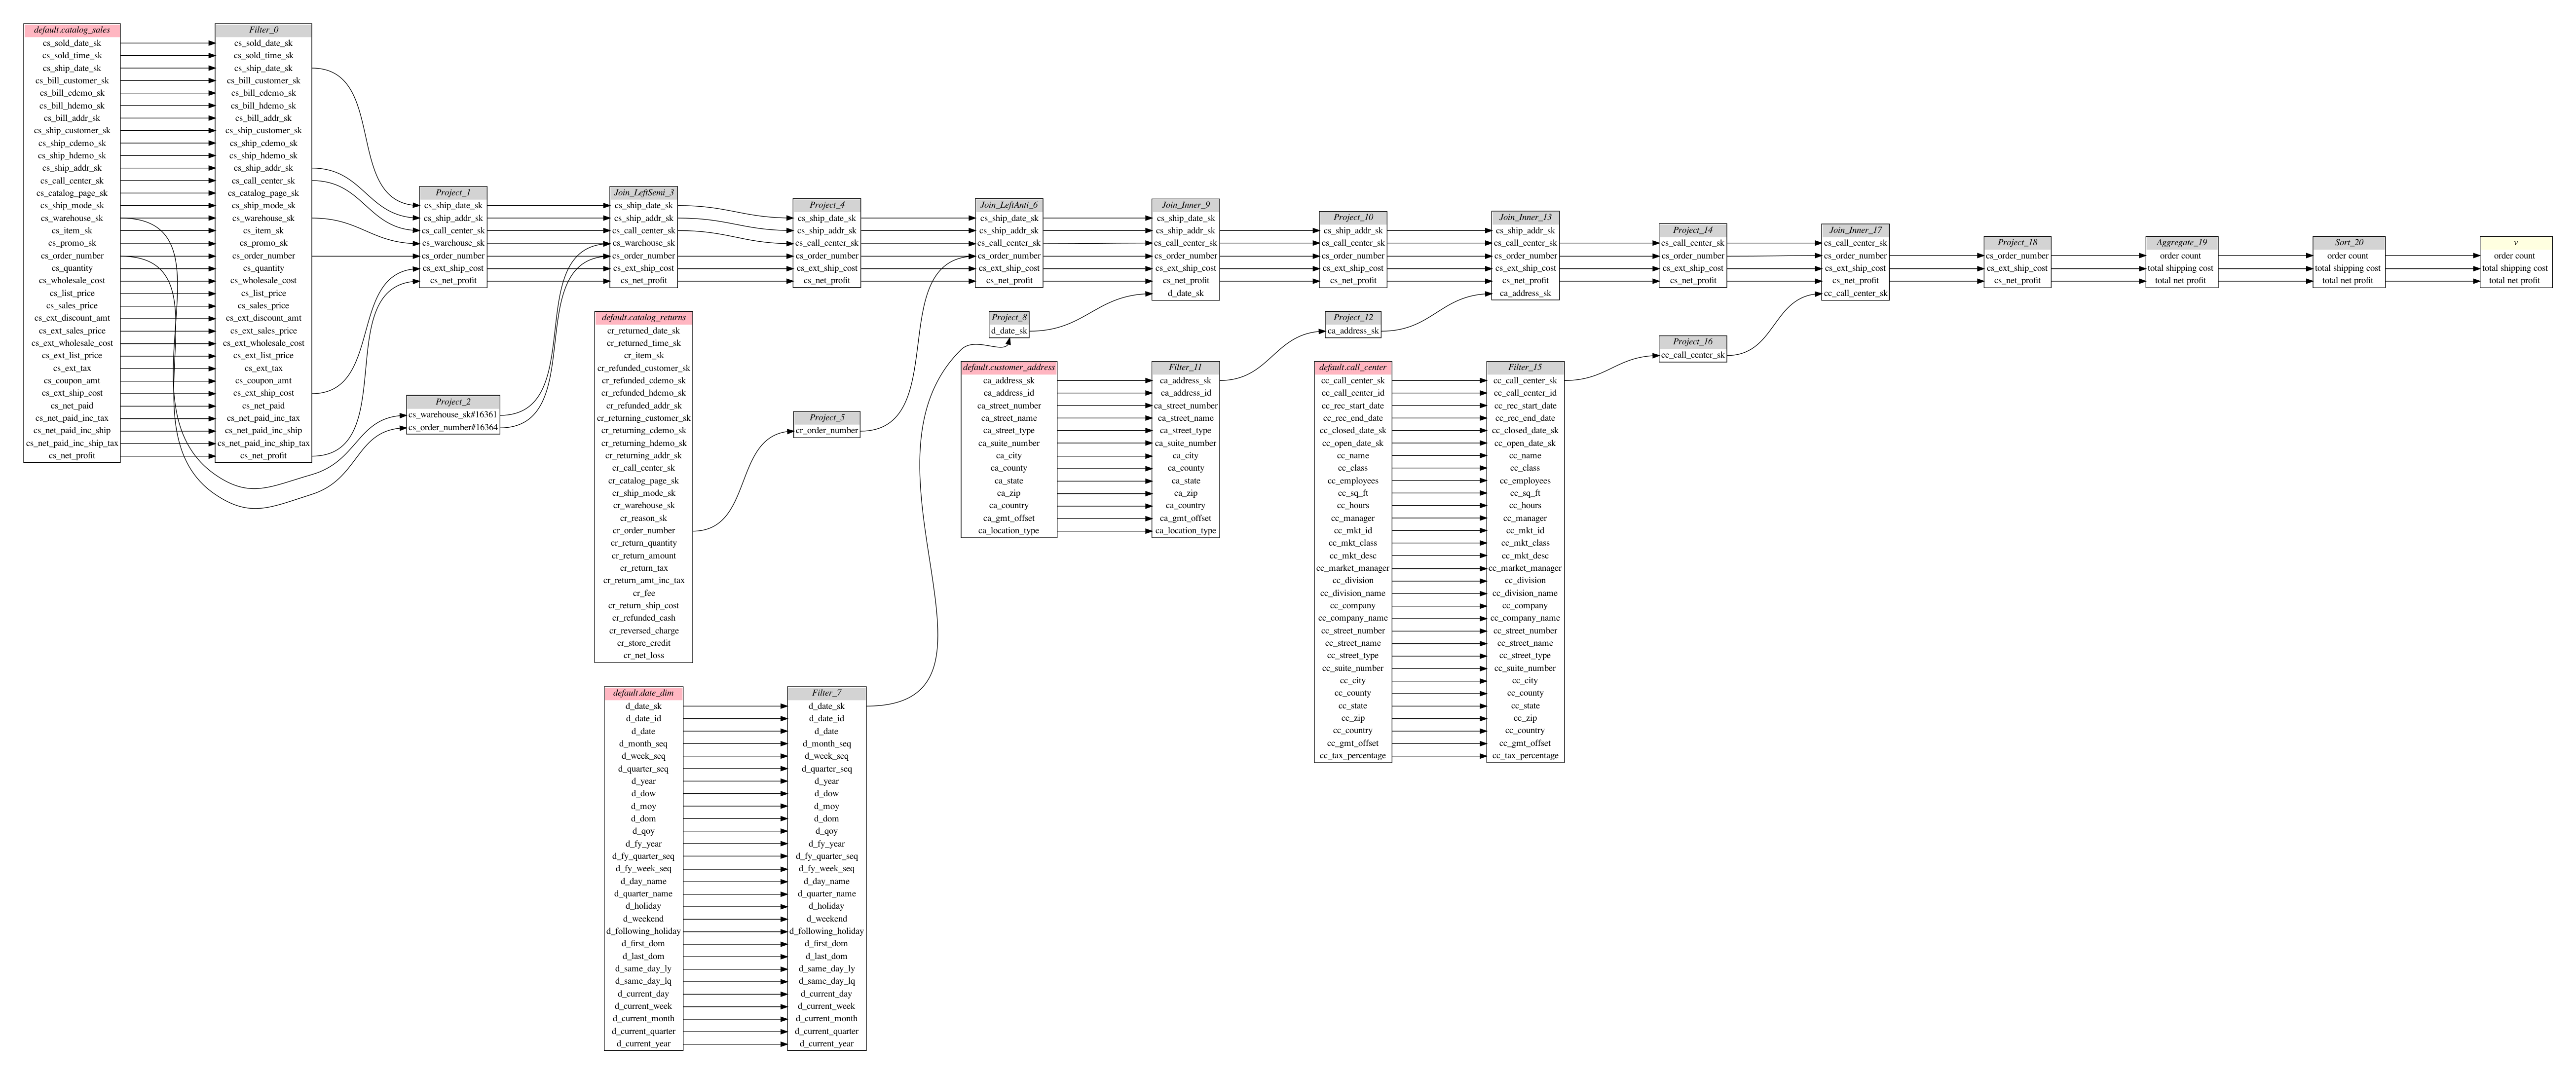 default.catalog_sales
cs_sold_date_sk
cs_sold_time_sk
cs_ship_date_sk
cs_bill_customer_sk
cs_bill_cdemo_sk
cs_bill_hdemo_sk
cs_bill_addr_sk
cs_ship_customer_sk
cs_ship_cdemo_sk
cs_ship_hdemo_sk
cs_ship_addr_sk
cs_call_center_sk
cs_catalog_page_sk
cs_ship_mode_sk
cs_warehouse_sk
cs_item_sk
cs_promo_sk
cs_order_number
cs_quantity
cs_wholesale_cost
cs_list_price
cs_sales_price
cs_ext_discount_amt
cs_ext_sales_price
cs_ext_wholesale_cost
cs_ext_list_price
cs_ext_tax
cs_coupon_amt
cs_ext_ship_cost
cs_net_paid
cs_net_paid_inc_tax
cs_net_paid_inc_ship
cs_net_paid_inc_ship_tax
cs_net_profit
Filter_0
cs_sold_date_sk
cs_sold_time_sk
cs_ship_date_sk
cs_bill_customer_sk
cs_bill_cdemo_sk
cs_bill_hdemo_sk
cs_bill_addr_sk
cs_ship_customer_sk
cs_ship_cdemo_sk
cs_ship_hdemo_sk
cs_ship_addr_sk
cs_call_center_sk
cs_catalog_page_sk
cs_ship_mode_sk
cs_warehouse_sk
cs_item_sk
cs_promo_sk
cs_order_number
cs_quantity
cs_wholesale_cost
cs_list_price
cs_sales_price
cs_ext_discount_amt
cs_ext_sales_price
cs_ext_wholesale_cost
cs_ext_list_price
cs_ext_tax
cs_coupon_amt
cs_ext_ship_cost
cs_net_paid
cs_net_paid_inc_tax
cs_net_paid_inc_ship
cs_net_paid_inc_ship_tax
cs_net_profit
Project_1
cs_ship_date_sk
cs_ship_addr_sk
cs_call_center_sk
cs_warehouse_sk
cs_order_number
cs_ext_ship_cost
cs_net_profit
Project_2
cs_warehouse_sk#16361
cs_order_number#16364
Join_LeftSemi_3
cs_ship_date_sk
cs_ship_addr_sk
cs_call_center_sk
cs_warehouse_sk
cs_order_number
cs_ext_ship_cost
cs_net_profit
default.catalog_returns
cr_returned_date_sk
cr_returned_time_sk
cr_item_sk
cr_refunded_customer_sk
cr_refunded_cdemo_sk
cr_refunded_hdemo_sk
cr_refunded_addr_sk
cr_returning_customer_sk
cr_returning_cdemo_sk
cr_returning_hdemo_sk
cr_returning_addr_sk
cr_call_center_sk
cr_catalog_page_sk
cr_ship_mode_sk
cr_warehouse_sk
cr_reason_sk
cr_order_number
cr_return_quantity
cr_return_amount
cr_return_tax
cr_return_amt_inc_tax
cr_fee
cr_return_ship_cost
cr_refunded_cash
cr_reversed_charge
cr_store_credit
cr_net_loss
default.date_dim
d_date_sk
d_date_id
d_date
d_month_seq
d_week_seq
d_quarter_seq
d_year
d_dow
d_moy
d_dom
d_qoy
d_fy_year
d_fy_quarter_seq
d_fy_week_seq
d_day_name
d_quarter_name
d_holiday
d_weekend
d_following_holiday
d_first_dom
d_last_dom
d_same_day_ly
d_same_day_lq
d_current_day
d_current_week
d_current_month
d_current_quarter
d_current_year
Project_4
cs_ship_date_sk
cs_ship_addr_sk
cs_call_center_sk
cs_order_number
cs_ext_ship_cost
cs_net_profit
Project_5
cr_order_number
Filter_7
d_date_sk
d_date_id
d_date
d_month_seq
d_week_seq
d_quarter_seq
d_year
d_dow
d_moy
d_dom
d_qoy
d_fy_year
d_fy_quarter_seq
d_fy_week_seq
d_day_name
d_quarter_name
d_holiday
d_weekend
d_following_holiday
d_first_dom
d_last_dom
d_same_day_ly
d_same_day_lq
d_current_day
d_current_week
d_current_month
d_current_quarter
d_current_year
Join_LeftAnti_6
cs_ship_date_sk
cs_ship_addr_sk
cs_call_center_sk
cs_order_number
cs_ext_ship_cost
cs_net_profit
Project_8
d_date_sk
default.customer_address
ca_address_sk
ca_address_id
ca_street_number
ca_street_name
ca_street_type
ca_suite_number
ca_city
ca_county
ca_state
ca_zip
ca_country
ca_gmt_offset
ca_location_type
Join_Inner_9
cs_ship_date_sk
cs_ship_addr_sk
cs_call_center_sk
cs_order_number
cs_ext_ship_cost
cs_net_profit
d_date_sk
Filter_11
ca_address_sk
ca_address_id
ca_street_number
ca_street_name
ca_street_type
ca_suite_number
ca_city
ca_county
ca_state
ca_zip
ca_country
ca_gmt_offset
ca_location_type
Project_10
cs_ship_addr_sk
cs_call_center_sk
cs_order_number
cs_ext_ship_cost
cs_net_profit
Project_12
ca_address_sk
default.call_center
cc_call_center_sk
cc_call_center_id
cc_rec_start_date
cc_rec_end_date
cc_closed_date_sk
cc_open_date_sk
cc_name
cc_class
cc_employees
cc_sq_ft
cc_hours
cc_manager
cc_mkt_id
cc_mkt_class
cc_mkt_desc
cc_market_manager
cc_division
cc_division_name
cc_company
cc_company_name
cc_street_number
cc_street_name
cc_street_type
cc_suite_number
cc_city
cc_county
cc_state
cc_zip
cc_country
cc_gmt_offset
cc_tax_percentage
Join_Inner_13
cs_ship_addr_sk
cs_call_center_sk
cs_order_number
cs_ext_ship_cost
cs_net_profit
ca_address_sk
Filter_15
cc_call_center_sk
cc_call_center_id
cc_rec_start_date
cc_rec_end_date
cc_closed_date_sk
cc_open_date_sk
cc_name
cc_class
cc_employees
cc_sq_ft
cc_hours
cc_manager
cc_mkt_id
cc_mkt_class
cc_mkt_desc
cc_market_manager
cc_division
cc_division_name
cc_company
cc_company_name
cc_street_number
cc_street_name
cc_street_type
cc_suite_number
cc_city
cc_county
cc_state
cc_zip
cc_country
cc_gmt_offset
cc_tax_percentage
Project_14
cs_call_center_sk
cs_order_number
cs_ext_ship_cost
cs_net_profit
Project_16
cc_call_center_sk
Join_Inner_17
cs_call_center_sk
cs_order_number
cs_ext_ship_cost
cs_net_profit
cc_call_center_sk
Project_18
cs_order_number
cs_ext_ship_cost
cs_net_profit
Aggregate_19
order count
total shipping cost
total net profit
Sort_20
order count
total shipping cost
total net profit
v
order count
total shipping cost
total net profit